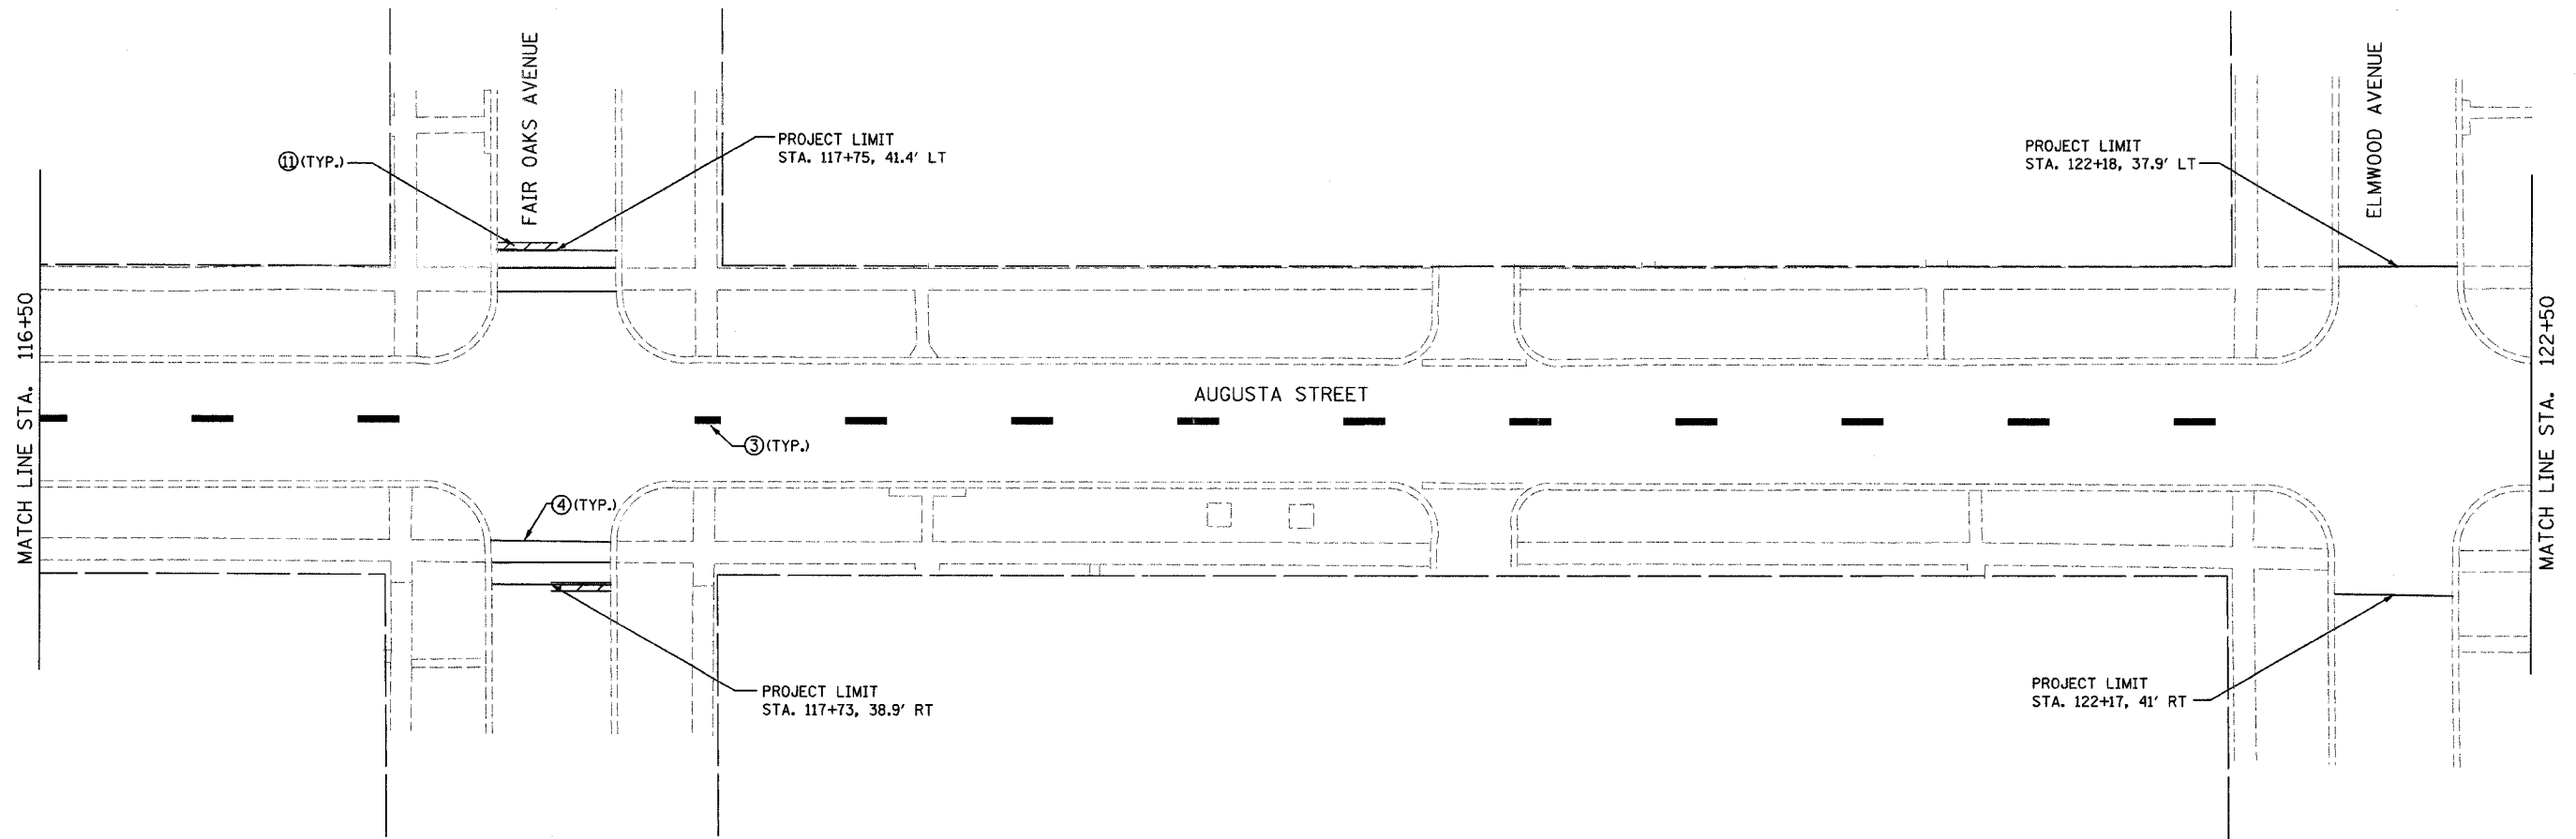 FAIR OAKS AVENUE
ELMWOOD AVENUE
PROJECT LIMIT
STA. 117+75, 41.4' LT
PROJECT LIMIT
STA. 122+18, 37.9' LT
⑪(TYP.)
MATCH LINE STA. 116+50
AUGUSTA STREET
MATCH LINE STA. 122+50
③(TYP.)
④(TYP.)
PROJECT LIMIT
STA. 117+73, 38.9' RT
PROJECT LIMIT
STA. 122+17, 41' RT